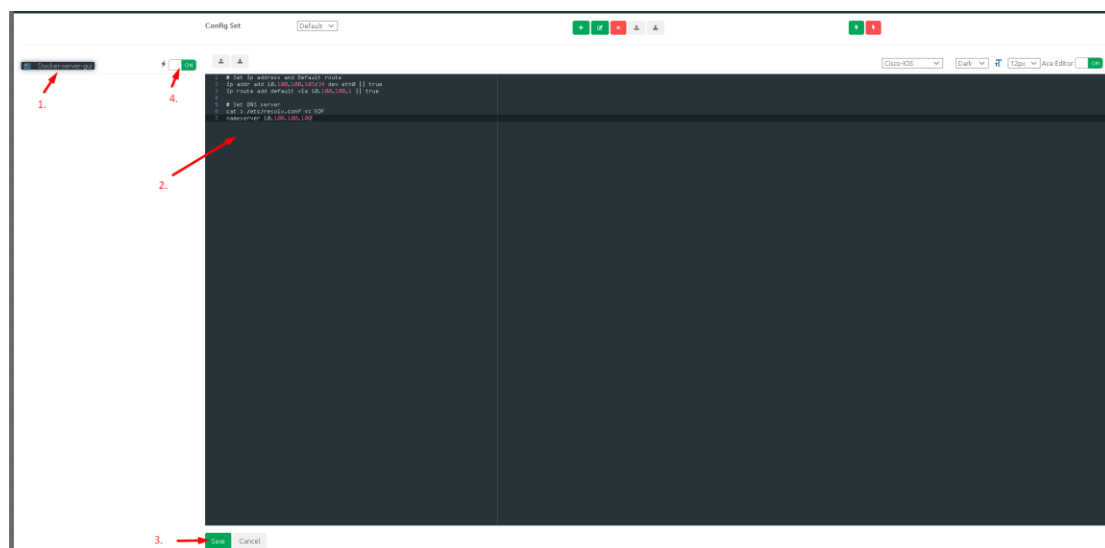 Config Set Default
Docker-server-gui ON Cisco-IOS Dark 12px Ace Editor ON
1. 4.
1 # Set ip address and Default route
2 ip addr add 10.100.100.105/24 dev eth0 || true
3 ip route add default via 10.100.100.1 || true
4
5 # Set DNS server
6 cat > /etc/resolv.conf << EOF
7 nameserver 10.100.100.100
2.
3. Save Cancel